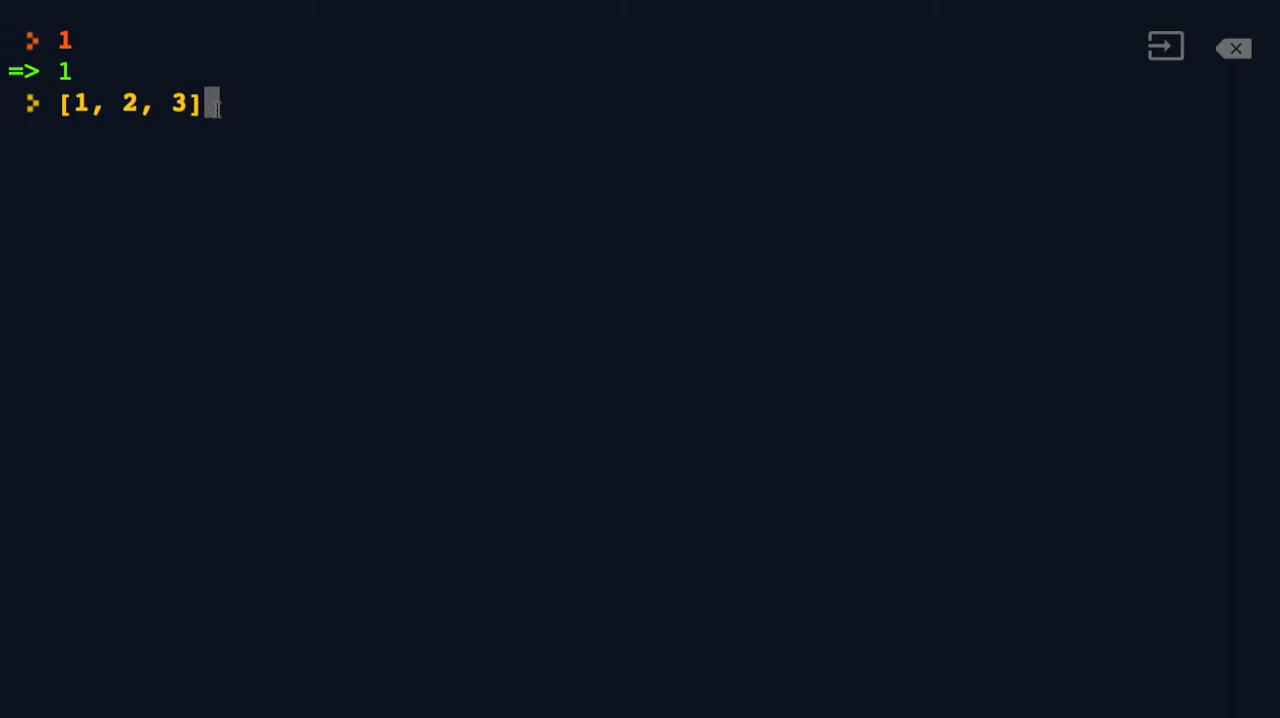 > 1
=> 1
> [1, 2, 3]